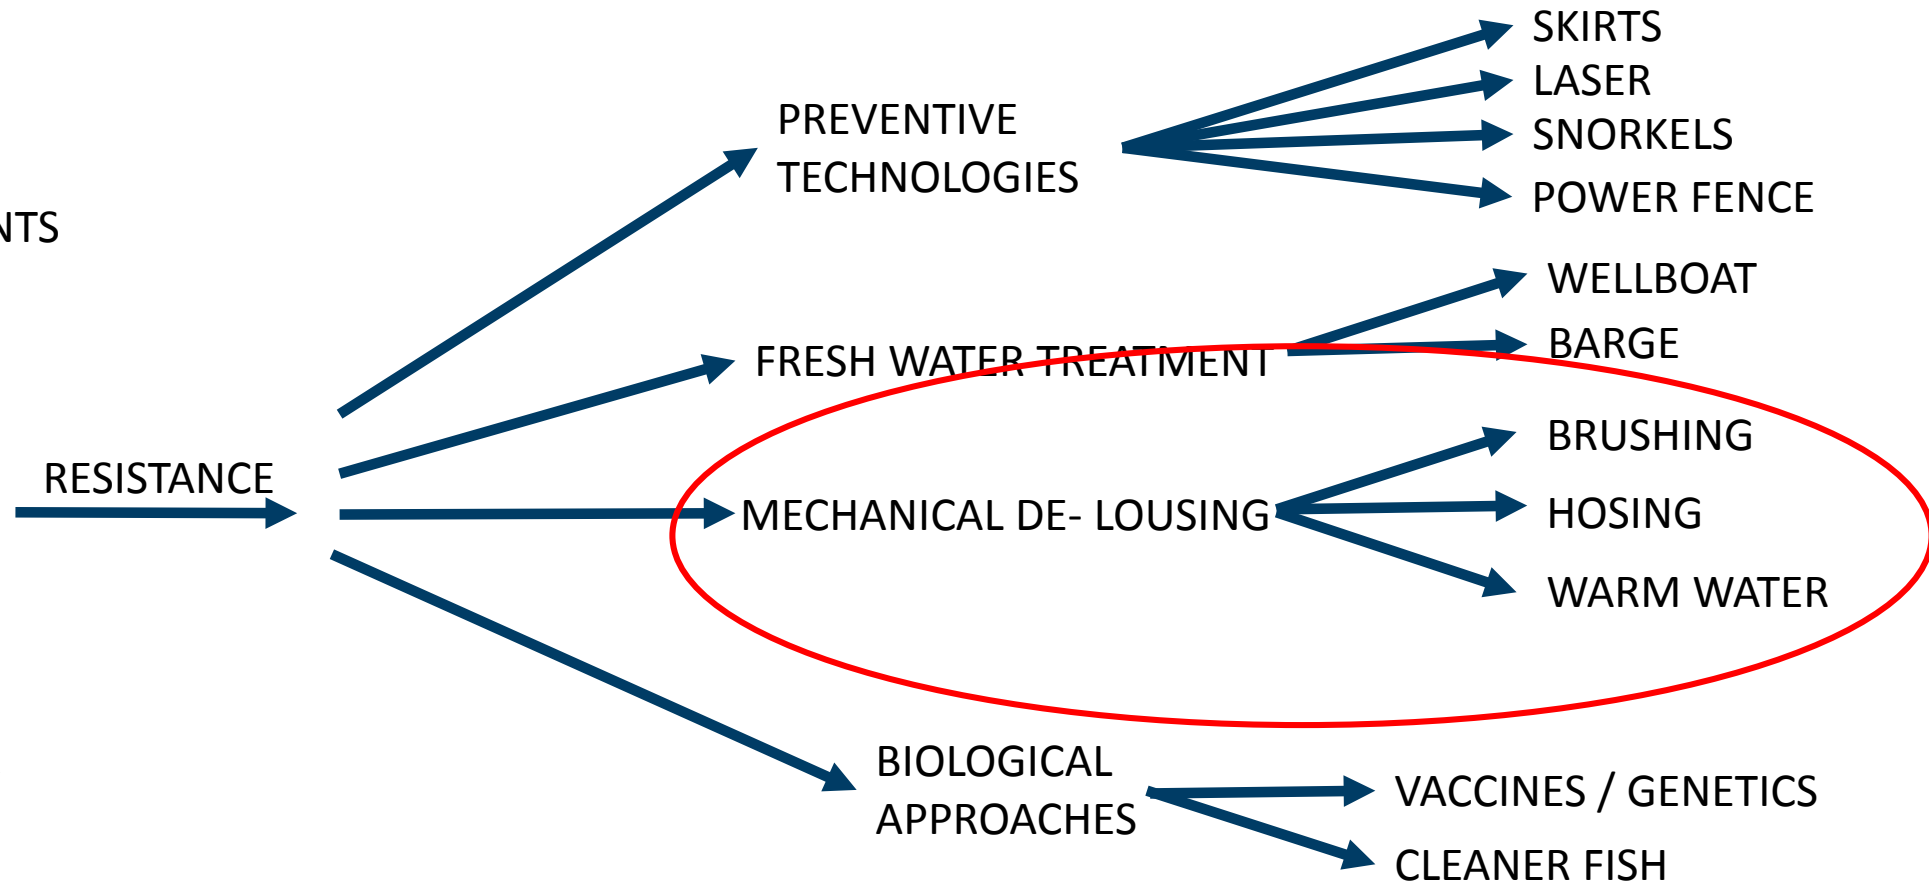 NTS
RESISTANCE
PREVENTIVE
TECHNOLOGIES
SKIRTS
LASER
SNORKELS
POWER FENCE
FRESH WATER TREATMENT
WELLBOAT
BARGE
MECHANICAL DE- LOUSING
BRUSHING
HOSING
WARM WATER
BIOLOGICAL
APPROACHES
VACCINES / GENETICS
CLEANER FISH